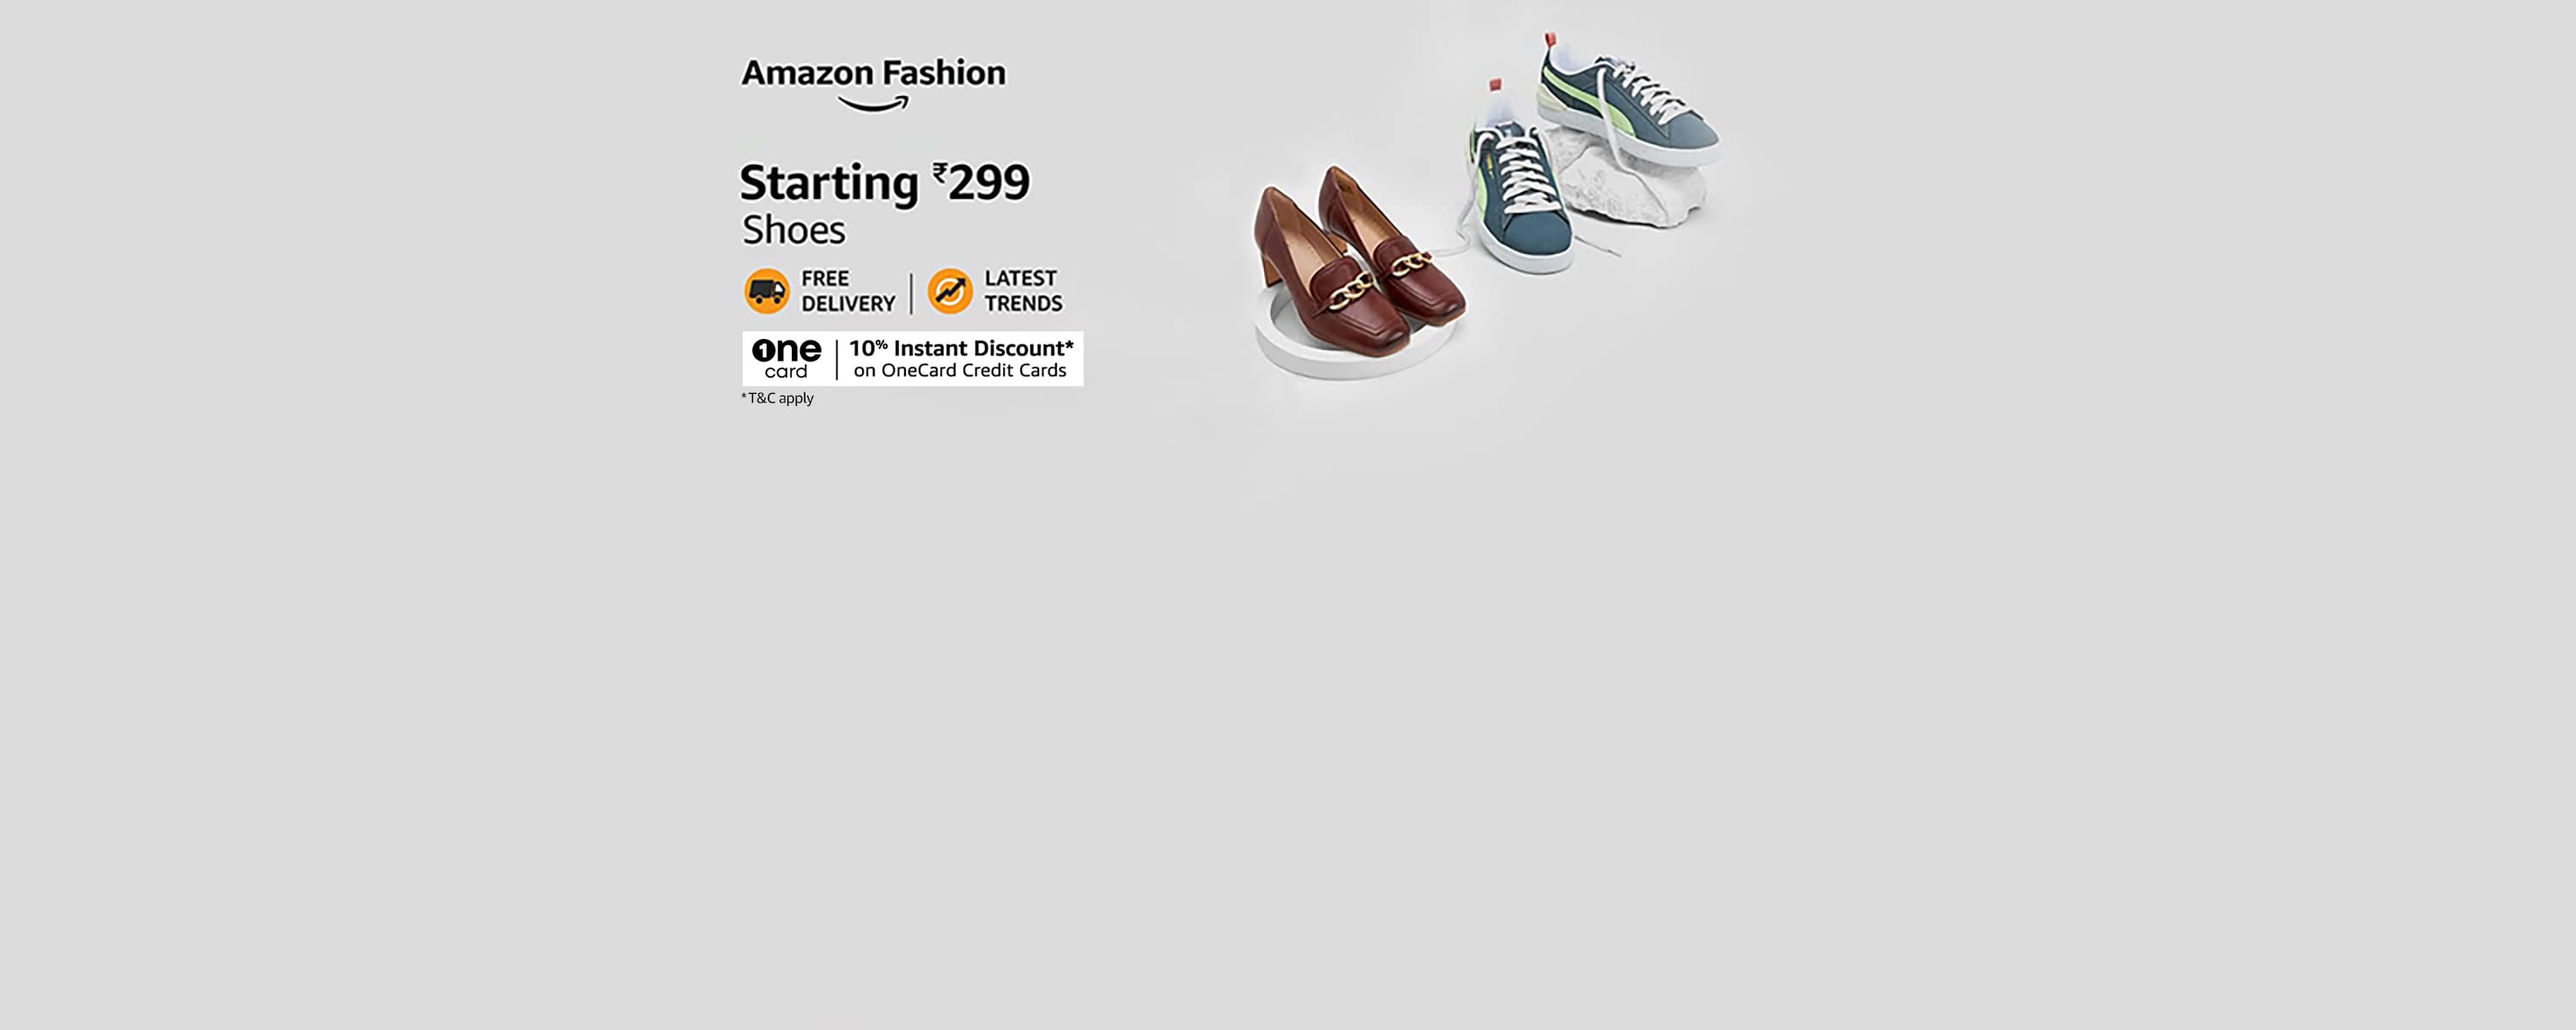 Amazon Fashion
Starting ₹299
Shoes
FREE
DELIVERY
LATEST
TRENDS
One
card
10% Instant Discount*
on OneCard Credit Cards
*T&C apply